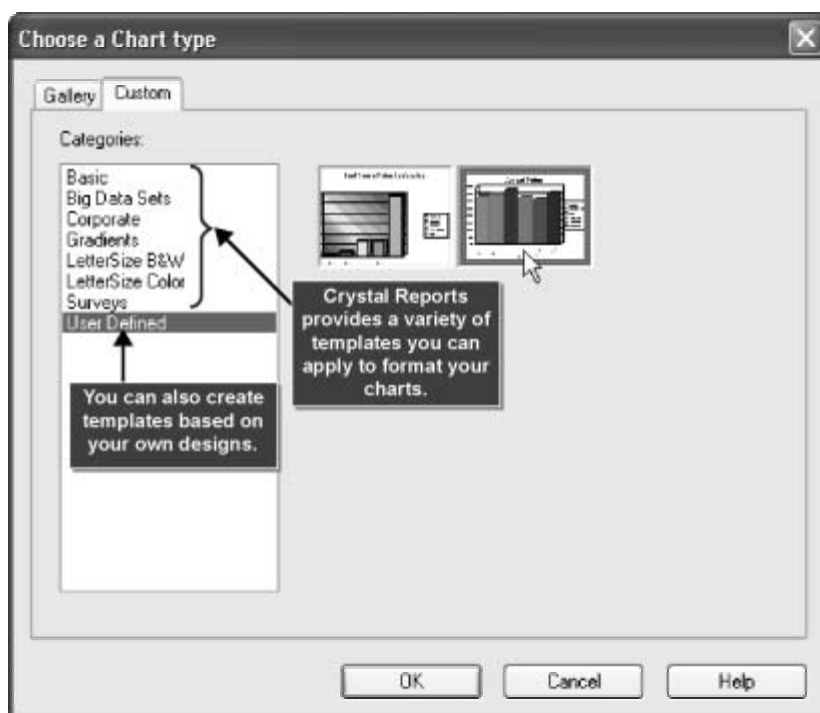 Choose a Chart type
Gallery
Custom
Categories:
Basic
Big Data Sets
Corporate
Gradients
LetterSize B&W
LetterSize Color
Surveys
User Defined
Crystal Reports
provides a variety of
templates you can
apply to format your
charts.
You can also create
templates based on
your own designs.
OK
Cancel
Help